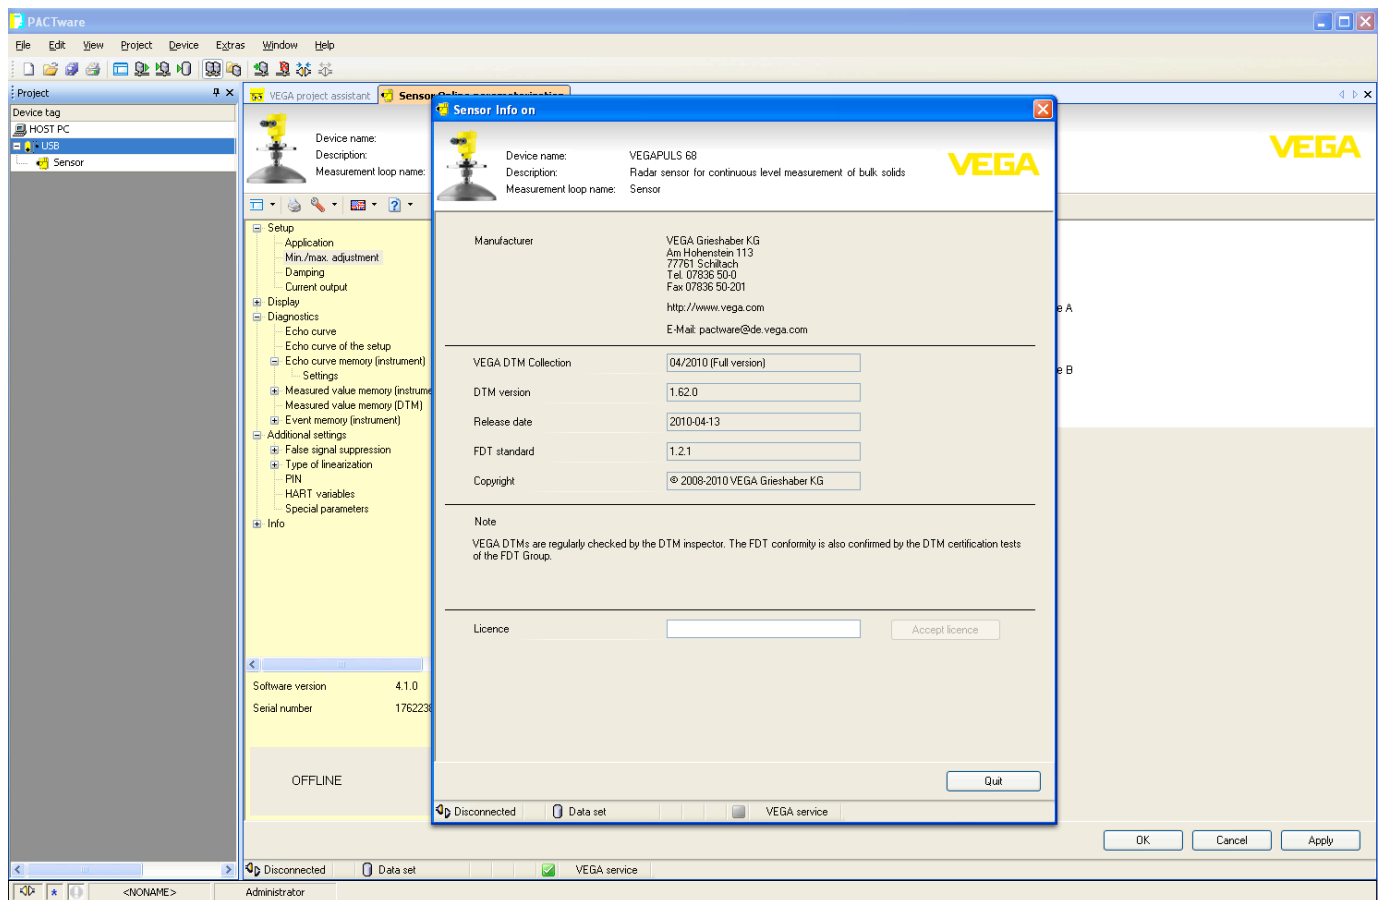 PACTware
File Edit View Project Device Extras Window Help
Project
VEGA project assistant
Sensor Online parameterization
Device tag
HOST PC
USB
Sensor
Device name:
Description:
Measurement loop name:
VEGA
Setup
Application
Min./max. adjustment
Damping
Current output
Display
Diagnostics
Echo curve
Echo curve of the setup
Echo curve memory (instrument)
Settings
Measured value memory (instrume
Measured value memory (DTM)
Event memory (instrument)
Additional settings
False signal suppression
Type of linearization
PIN
HART variables
Special parameters
Info
Software version 4.1.0
Serial number 1762238
OFFLINE
e A
e B
Sensor Info on
Device name: VEGAPULS 68
Description: Radar sensor for continuous level measurement of bulk solids
Measurement loop name: Sensor
VEGA
Manufacturer
VEGA Grieshaber KG
Am Hohenstein 113
77761 Schiltach
Tel. 07836 50-0
Fax 07836 50-201
http://www.vega.com
E-Mail: pactware@de.vega.com
VEGA DTM Collection 04/2010 (Full version)
DTM version 1.62.0
Release date 2010-04-13
FDT standard 1.2.1
Copyright © 2008-2010 VEGA Grieshaber KG
Note
VEGA DTMs are regularly checked by the DTM inspector. The FDT conformity is also confirmed by the DTM certification tests
of the FDT Group.
Licence
Accept licence
Quit
Disconnected Data set VEGA service
OK Cancel Apply
Disconnected Data set VEGA service
<NONAME> Administrator